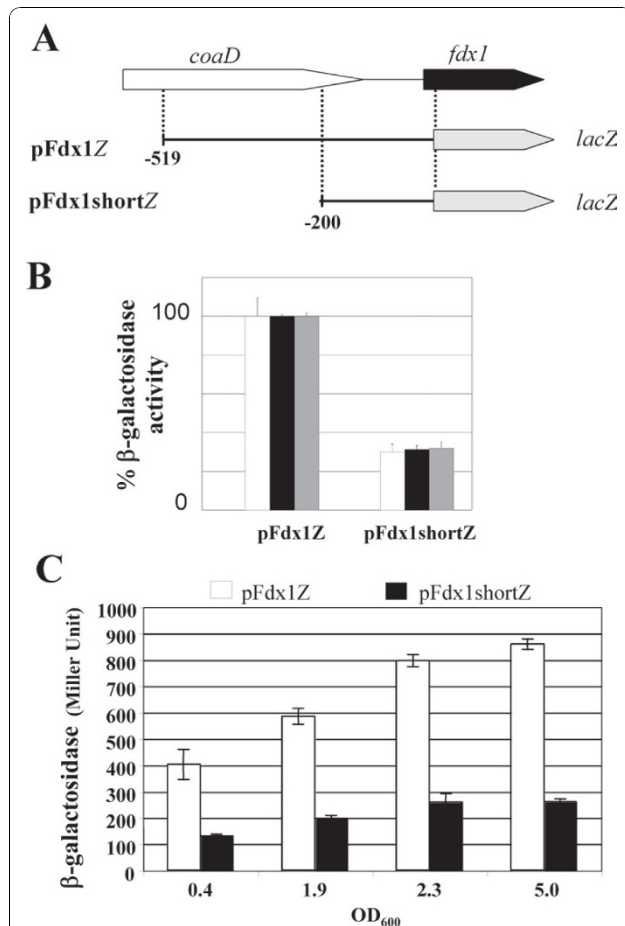 A
coaD
fdx1
pFdx1Z
-519
lacZ
pFdx1shortZ
-200
lacZ
B
% β-galactosidase
activity
100
0
pFdx1Z
pFdx1shortZ
C
pFdx1Z
pFdx1shortZ
β-galactosidase (Miller Unit)
1000
900
800
700
600
500
400
300
200
100
0.4
1.9
2.3
5.0
OD600